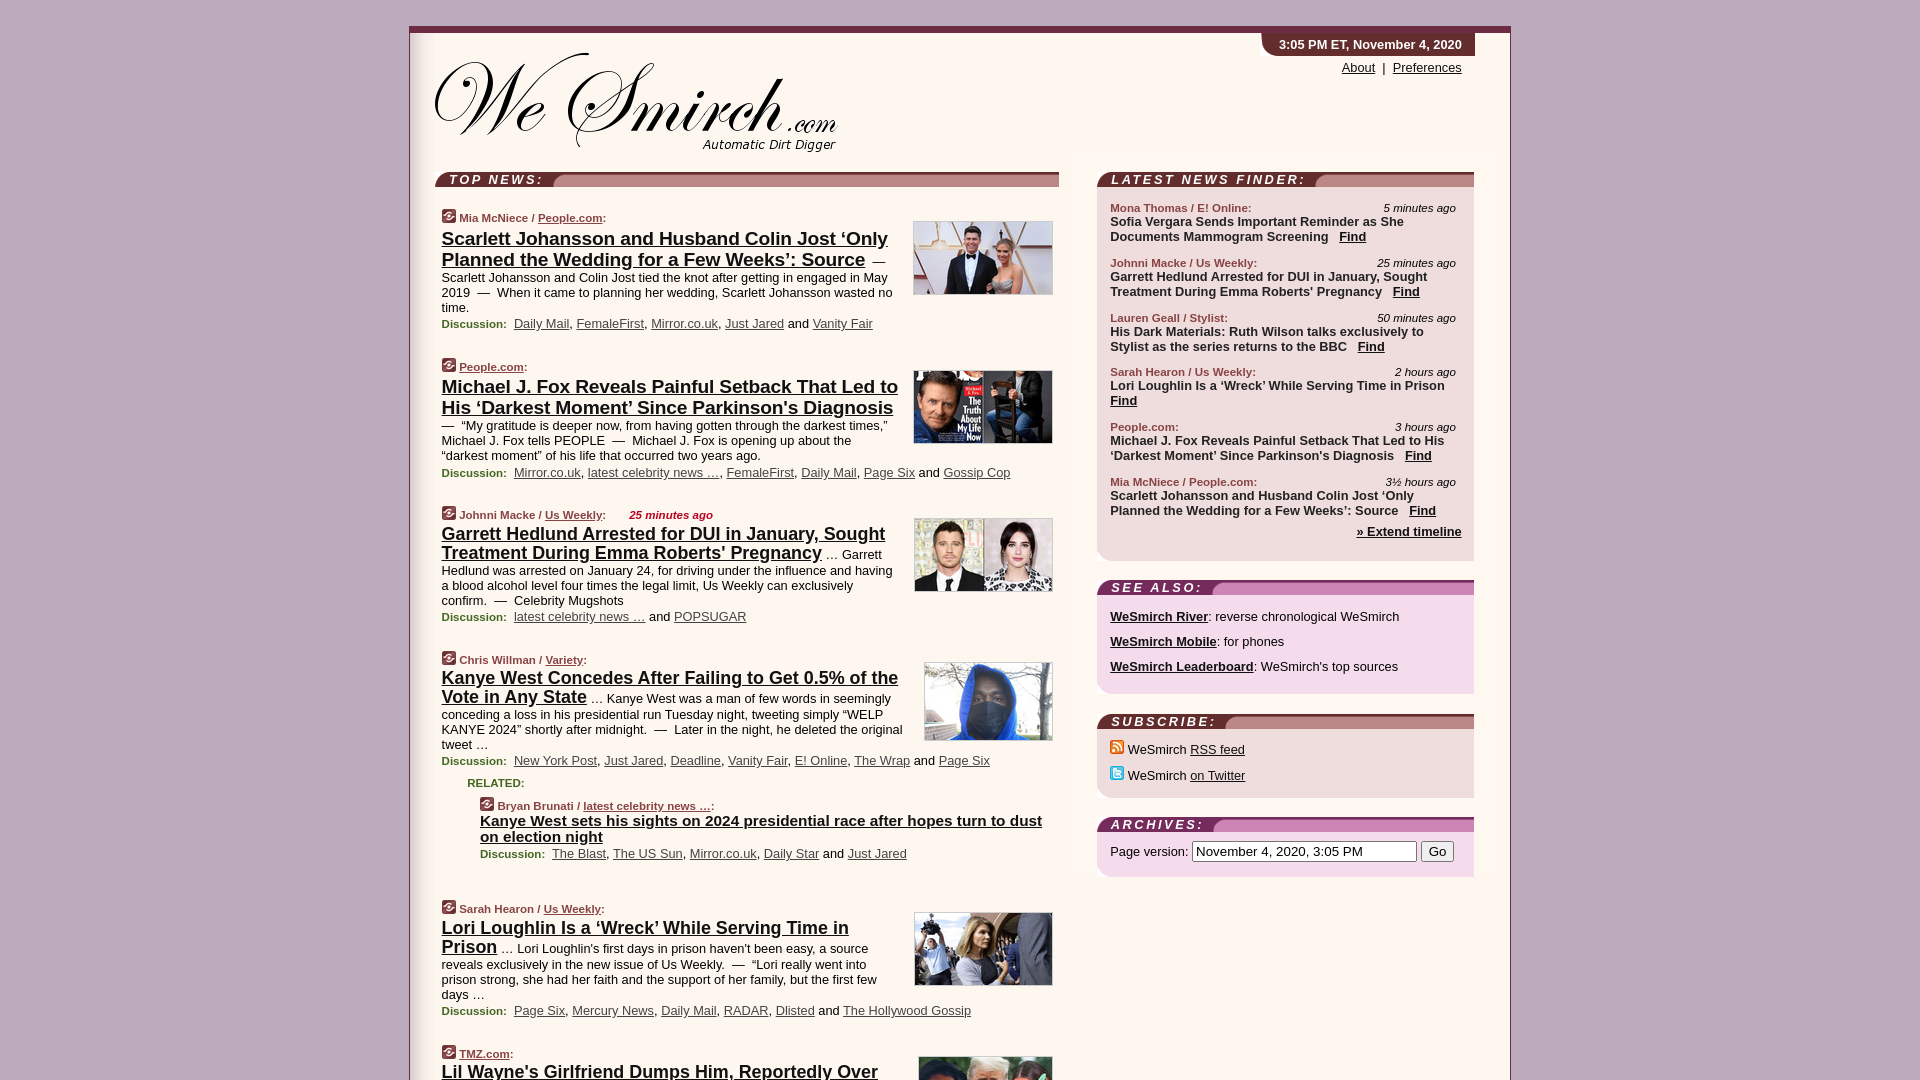 3:05 PM ET, November 4, 2020
About | Preferences
We Smirch .com
Automatic Dirt Digger
TOP NEWS:
Mia McNiece / People.com:
Scarlett Johansson and Husband Colin Jost ‘Only
Planned the Wedding for a Few Weeks’: Source —
Scarlett Johansson and Colin Jost tied the knot after getting in engaged in May
2019 — When it came to planning her wedding, Scarlett Johansson wasted no
time.
Discussion: Daily Mail, FemaleFirst, Mirror.co.uk, Just Jared and Vanity Fair
People.com:
Michael J. Fox Reveals Painful Setback That Led to
His ‘Darkest Moment’ Since Parkinson's Diagnosis
— “My gratitude is deeper now, from having gotten through the darkest times,”
Michael J. Fox tells PEOPLE — Michael J. Fox is opening up about the
“darkest moment” of his life that occurred two years ago.
Discussion: Mirror.co.uk, latest celebrity news …, FemaleFirst, Daily Mail, Page Six and Gossip Cop
The
Truth
About
My Life
Now
Johnni Macke / Us Weekly: 25 minutes ago
Garrett Hedlund Arrested for DUI in January, Sought
Treatment During Emma Roberts' Pregnancy … Garrett
Hedlund was arrested on January 24, for driving under the influence and having
a blood alcohol level four times the legal limit, Us Weekly can exclusively
confirm. — Celebrity Mugshots
Discussion: latest celebrity news … and POPSUGAR
Chris Willman / Variety:
Kanye West Concedes After Failing to Get 0.5% of the
Vote in Any State … Kanye West was a man of few words in seemingly
conceding a loss in his presidential run Tuesday night, tweeting simply “WELP
KANYE 2024” shortly after midnight. — Later in the night, he deleted the original
tweet …
Discussion: New York Post, Just Jared, Deadline, Vanity Fair, E! Online, The Wrap and Page Six
RELATED:
Bryan Brunati / latest celebrity news …:
Kanye West sets his sights on 2024 presidential race after hopes turn to dust
on election night
Discussion: The Blast, The US Sun, Mirror.co.uk, Daily Star and Just Jared
Sarah Hearon / Us Weekly:
Lori Loughlin Is a ‘Wreck’ While Serving Time in
Prison … Lori Loughlin's first days in prison haven't been easy, a source
reveals exclusively in the new issue of Us Weekly. — “Lori really went into
prison strong, she had her faith and the support of her family, but the first few
days …
Discussion: Page Six, Mercury News, Daily Mail, RADAR, Dlisted and The Hollywood Gossip
TMZ.com:
Lil Wayne's Girlfriend Dumps Him, Reportedly Over
LATEST NEWS FINDER:
Mona Thomas / E! Online: 5 minutes ago
Sofia Vergara Sends Important Reminder as She
Documents Mammogram Screening Find
Johnni Macke / Us Weekly: 25 minutes ago
Garrett Hedlund Arrested for DUI in January, Sought
Treatment During Emma Roberts' Pregnancy Find
Lauren Geall / Stylist: 50 minutes ago
His Dark Materials: Ruth Wilson talks exclusively to
Stylist as the series returns to the BBC Find
Sarah Hearon / Us Weekly: 2 hours ago
Lori Loughlin Is a ‘Wreck’ While Serving Time in Prison
Find
People.com: 3 hours ago
Michael J. Fox Reveals Painful Setback That Led to His
‘Darkest Moment’ Since Parkinson's Diagnosis Find
Mia McNiece / People.com: 3½ hours ago
Scarlett Johansson and Husband Colin Jost ‘Only
Planned the Wedding for a Few Weeks’: Source Find
» Extend timeline
SEE ALSO:
WeSmirch River: reverse chronological WeSmirch
WeSmirch Mobile: for phones
WeSmirch Leaderboard: WeSmirch's top sources
SUBSCRIBE:
WeSmirch RSS feed
WeSmirch on Twitter
ARCHIVES:
Page version: November 4, 2020, 3:05 PM Go